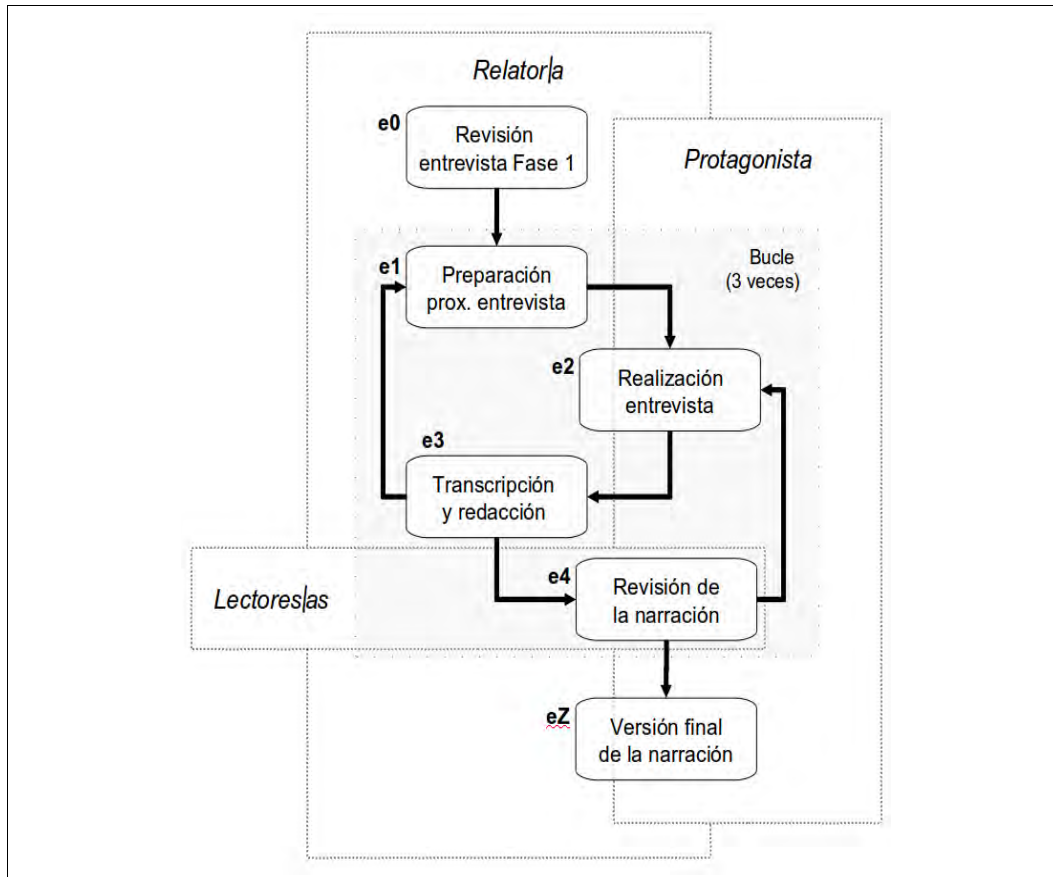 Relator|a
e0
Revisión
entrevista Fase 1
Protagonista
Bucle
(3 veces)
e1
Preparación
prox. entrevista
e2
Realización
entrevista
e3
Transcripción
y redacción
e4
Revisión de
la narración
Lectores|as
eZ
Versión final
de la narración